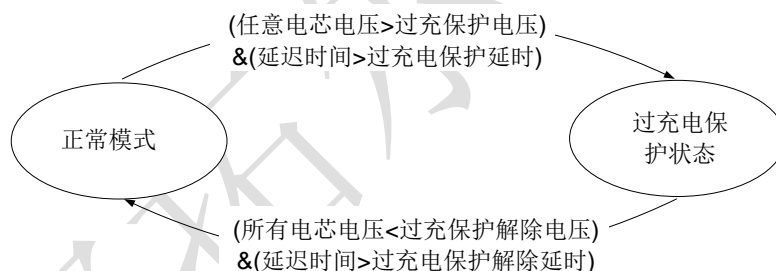 (任意电芯电压>过充保护电压)
&(延迟时间>过充电保护延时)
正常模式
过充电保
护状态
(所有电芯电压<过充保护解除电压)
&(延迟时间>过充电保护解除延时)